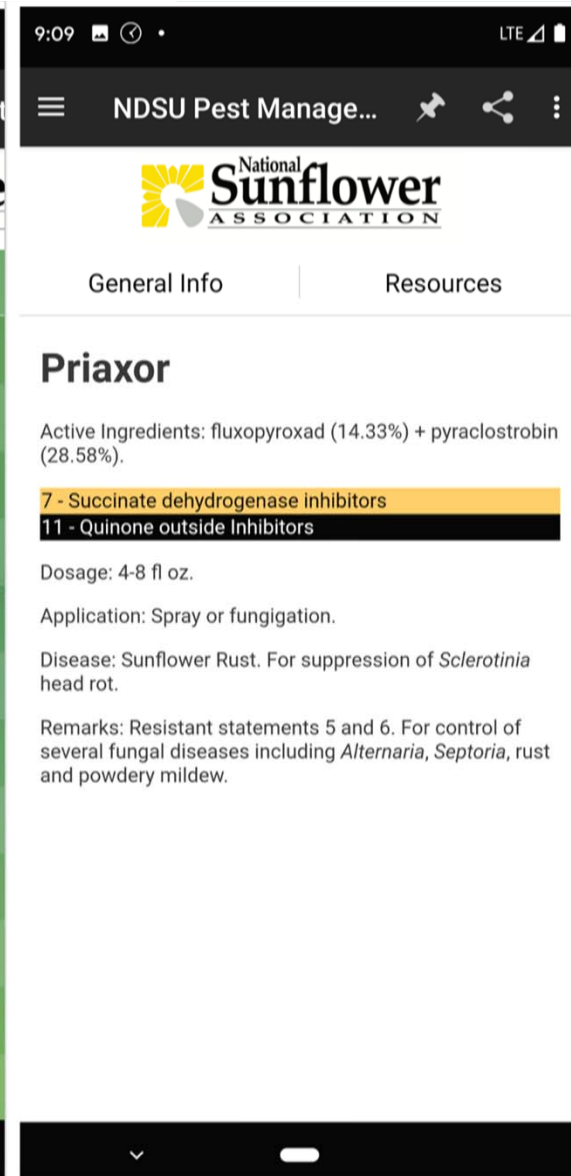 9:09
LTE
NDSU Pest Manage...
National
Sunflower
ASSOCIATION
General Info
Resources
Priaxor
Active Ingredients: fluxopyroxad (14.33%) + pyraclostrobin
(28.58%).
7 - Succinate dehydrogenase inhibitors
11 - Quinone outside Inhibitors
Dosage: 4-8 fl oz.
Application: Spray or fungigation.
Disease: Sunflower Rust. For suppression of Sclerotinia
head rot.
Remarks: Resistant statements 5 and 6. For control of
several fungal diseases including Alternaria, Septoria, rust
and powdery mildew.